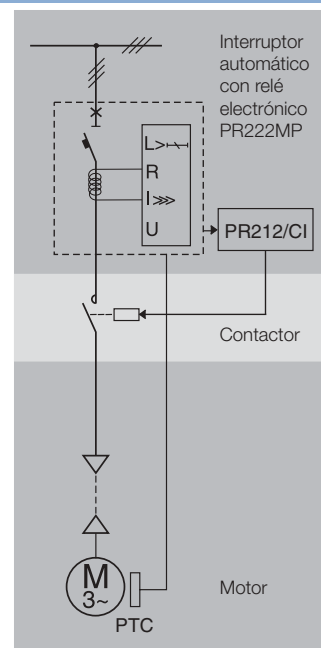 Interruptor
automático
con relé
electrónico
PR222MP
L>
R
I>>>
U
PR212/CI
Contactor
M
3~
PTC
Motor